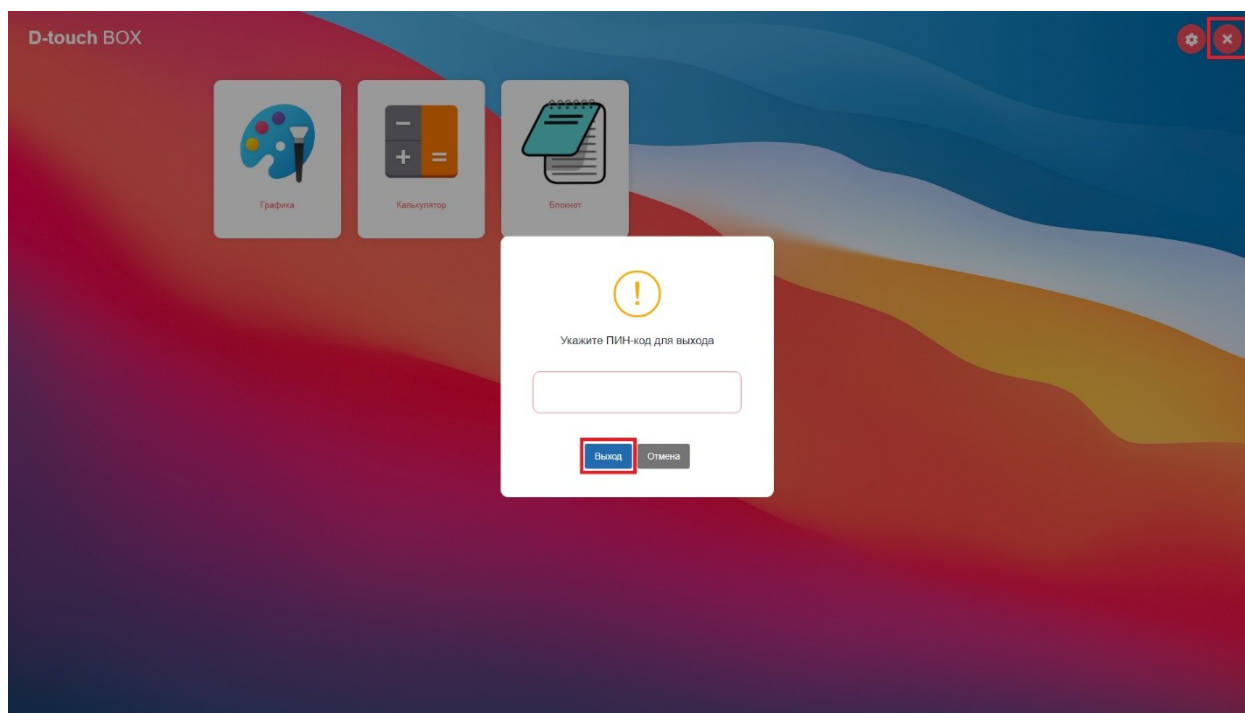 D-touch BOX
Графика
Калькулятор
Блокнот
Укажите ПИН-код для выхода
Выход
Отмена